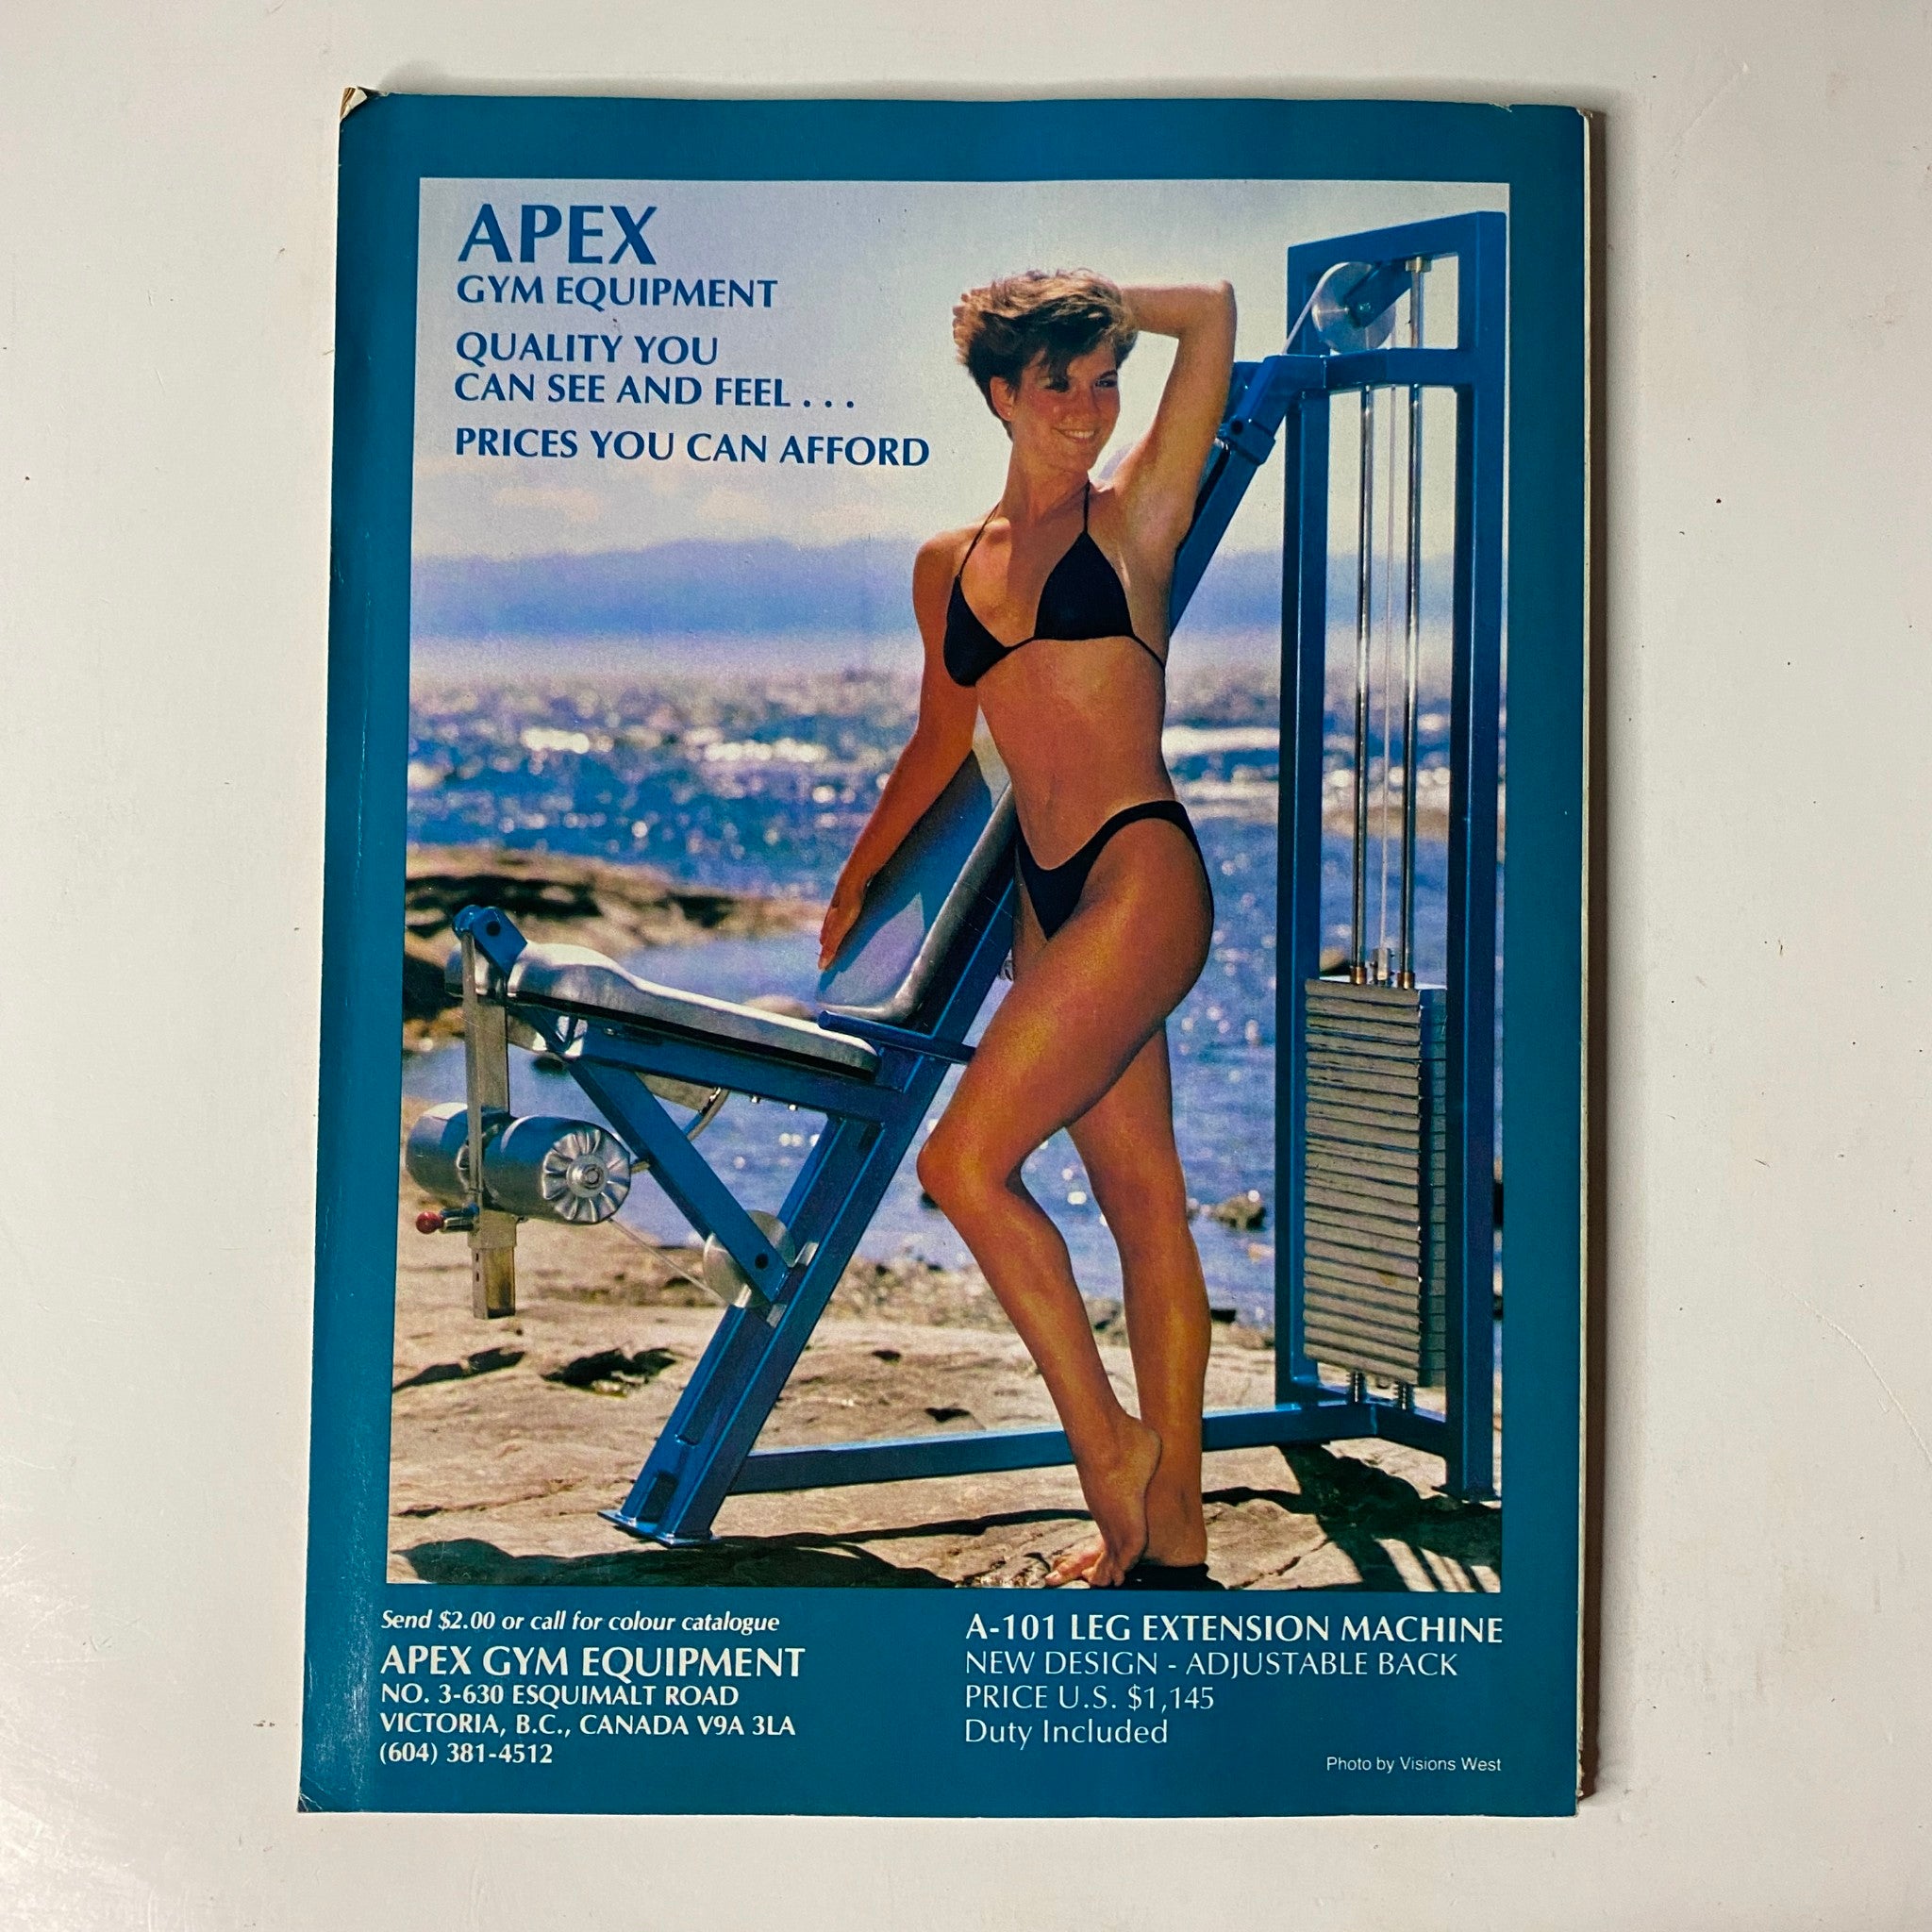 APEX
GYM EQUIPMENT
QUALITY YOU
CAN SEE AND FEEL . . .
PRICES YOU CAN AFFORD
Send $2.00 or call for colour catalogue
APEX GYM EQUIPMENT
NO. 3-630 ESQUIMALT ROAD
VICTORIA, B.C., CANADA V9A 3LA
(604) 381-4512
A-101 LEG EXTENSION MACHINE
NEW DESIGN - ADJUSTABLE BACK
PRICE U.S. $1,145
Duty Included
Photo by Visions West